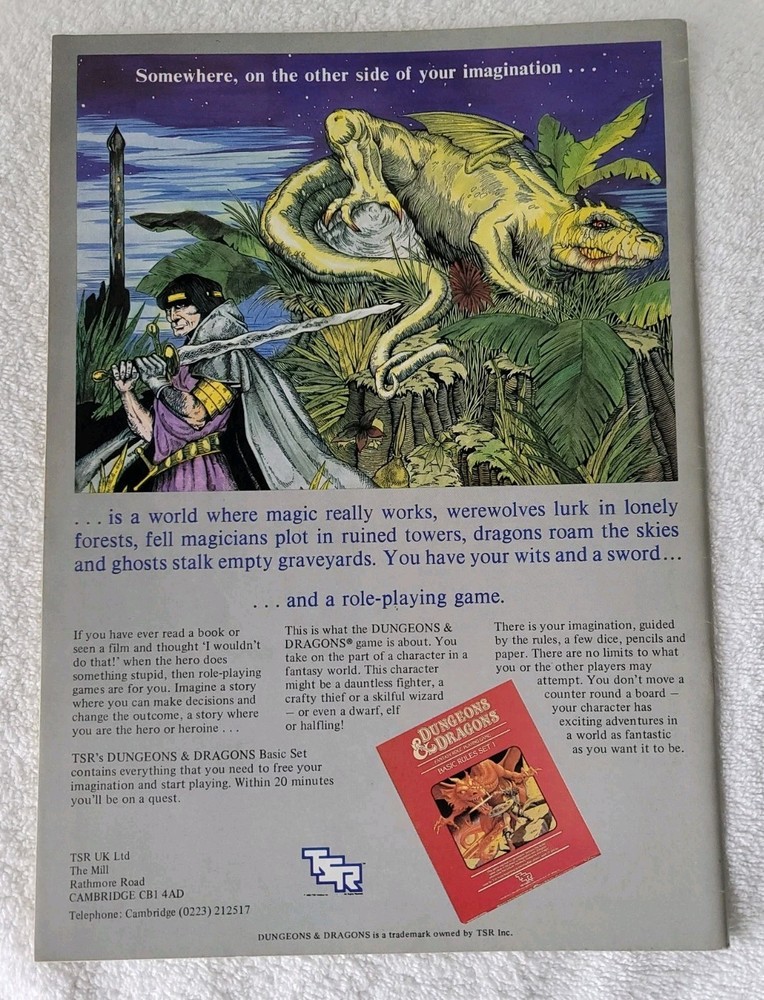 Somewhere, on the other side of your imagination . . .
. . . is a world where magic really works, werewolves lurk in lonely
forests, fell magicians plot in ruined towers, dragons roam the skies
and ghosts stalk empty graveyards. You have your wits and a sword...
. . . and a role-playing game.
If you have ever read a book or
seen a film and thought ‘I wouldn't
do that!’ when the hero does
something stupid, then role-playing
games are for you. Imagine a story
where you can make decisions and
change the outcome, a story where
you are the hero or heroine . . .
TSR's DUNGEONS & DRAGONS Basic Set
contains everything that you need to free your
imagination and start playing. Within 20 minutes
you'll be on a quest.
This is what the DUNGEONS &
DRAGONS® game is about. You
take on the part of a character in a
fantasy world. This character
might be a dauntless fighter, a
crafty thief or a skilful wizard
— or even a dwarf, elf
or halfling!
There is your imagination, guided
by the rules, a few dice, pencils and
paper. There are no limits to what
you or the other players may
attempt. You don't move a
counter round a board —
your character has
exciting adventures in
a world as fantastic
as you want it to be.
DUNGEONS
& DRAGONS
FANTASY ROLE-PLAYING GAME
BASIC RULES SET 1
TSR
TSR UK Ltd
The Mill
Rathmore Road
CAMBRIDGE CB1 4AD
Telephone: Cambridge (0223) 212517
TSR
DUNGEONS & DRAGONS is a trademark owned by TSR Inc.